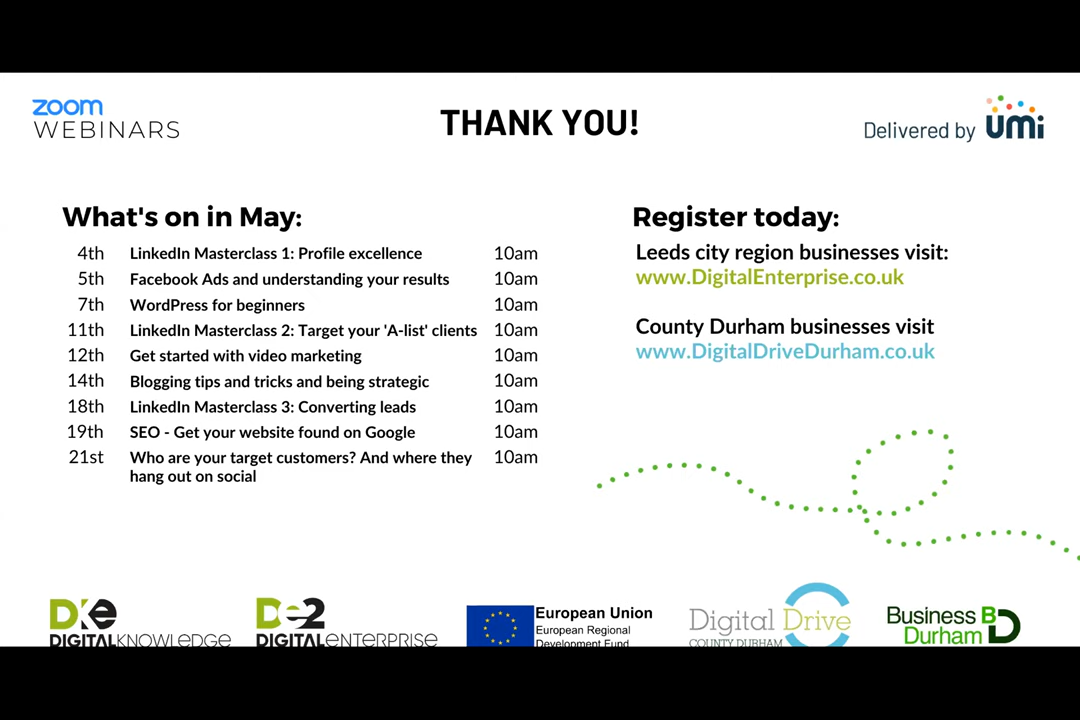 zoom
WEBINARS
THANK YOU!
Delivered by umi
What's on in May:
4th LinkedIn Masterclass 1: Profile excellence 10am
5th Facebook Ads and understanding your results 10am
7th WordPress for beginners 10am
11th LinkedIn Masterclass 2: Target your 'A-list' clients 10am
12th Get started with video marketing 10am
14th Blogging tips and tricks and being strategic 10am
18th LinkedIn Masterclass 3: Converting leads 10am
19th SEO - Get your website found on Google 10am
21st Who are your target customers? And where they 10am
hang out on social
Register today:
Leeds city region businesses visit:
www.DigitalEnterprise.co.uk
County Durham businesses visit
www.DigitalDriveDurham.co.uk
DKe
DIGITALKNOWLEDGE
De2
DIGITALENTERPRISE
European Union
European Regional
Development Fund
Digital Drive
COUNTY DURHAM
Business BD
Durham